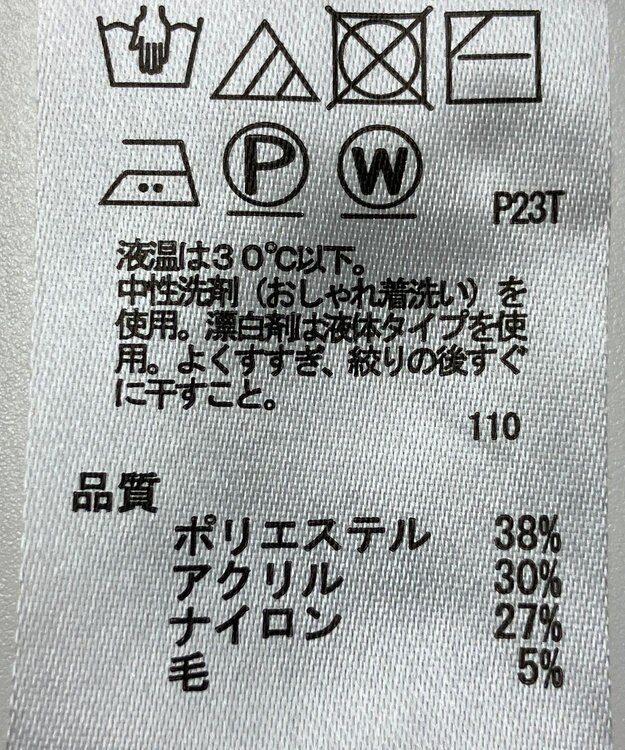 P W
P23T
液温は30℃以下。
中性洗剤（おしゃれ着洗い）を
使用。漂白剤は液体タイプを使
用。よくすすぎ、絞りの後すぐ
に干すこと。
110
品質
ポリエステル 38%
アクリル 30%
ナイロン 27%
毛 5%